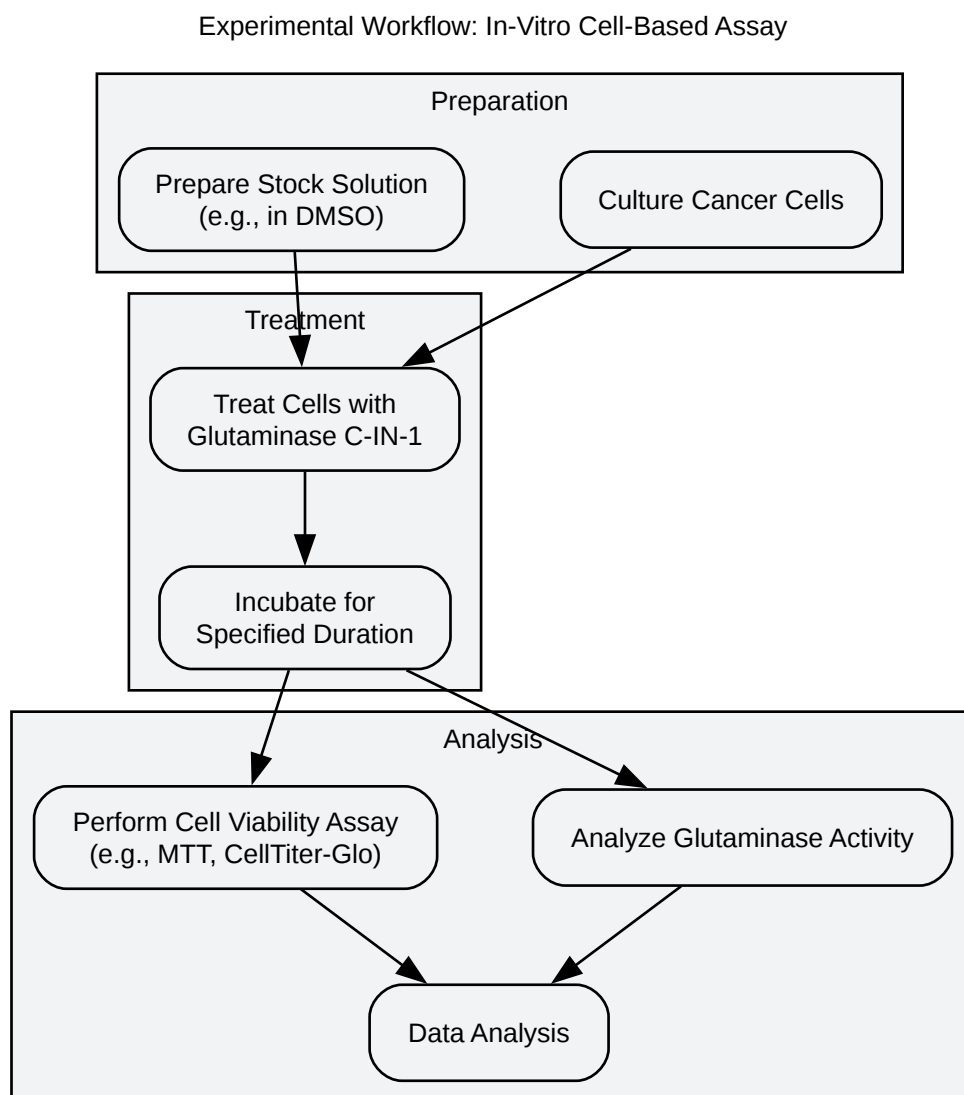 Experimental Workflow: In-Vitro Cell-Based Assay
Preparation
Prepare Stock Solution
(e.g., in DMSO)
Culture Cancer Cells
Treatment
Treat Cells with
Glutaminase C-IN-1
Incubate for
Specified Duration
Analysis
Perform Cell Viability Assay
(e.g., MTT, CellTiter-Glo)
Analyze Glutaminase Activity
Data Analysis